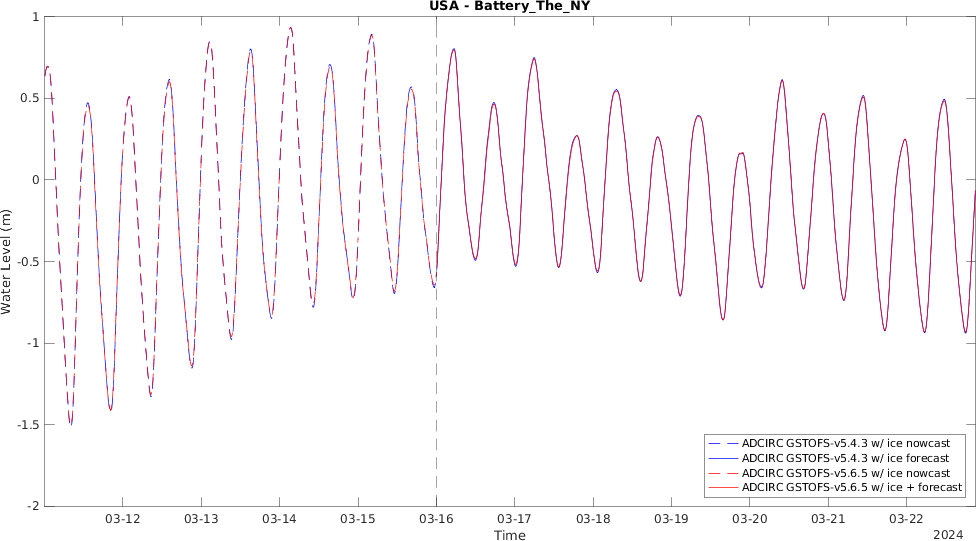 USA - Battery_The_NY
1
0.5
0
-0.5
-1
-1.5
-2
Water Level (m)
ADCIRC GSTOFS-v5.4.3 w/ ice nowcast
ADCIRC GSTOFS-v5.4.3 w/ ice forecast
ADCIRC GSTOFS-v5.6.5 w/ ice nowcast
ADCIRC GSTOFS-v5.6.5 w/ ice + forecast
03-12 03-13 03-14 03-15 03-16 03-17 03-18 03-19 03-20 03-21 03-22
Time
2024